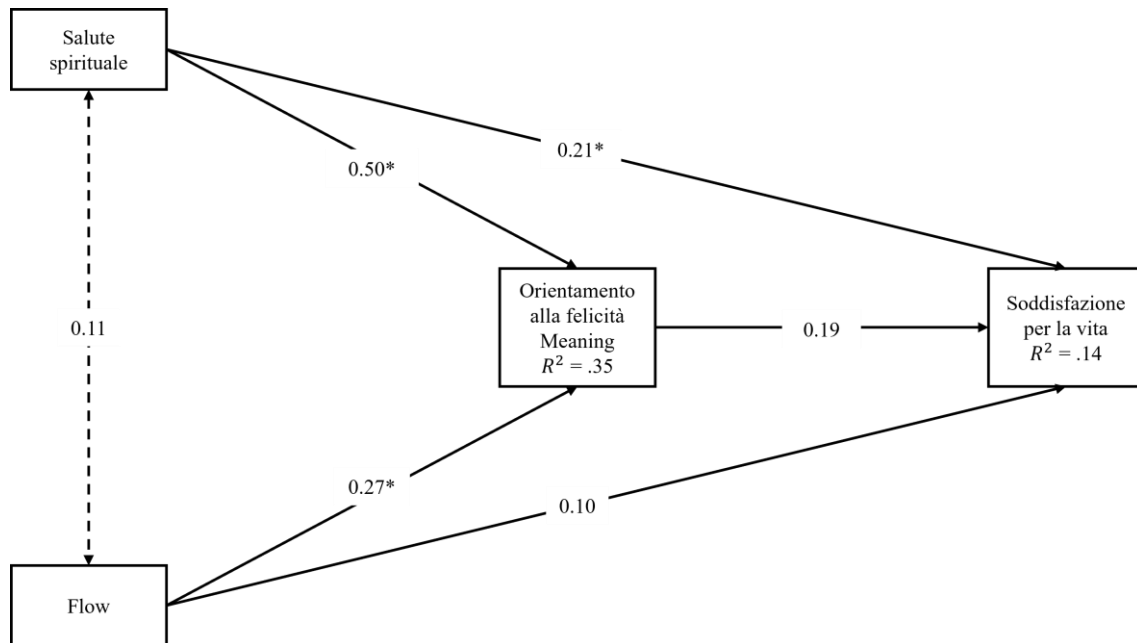 Salute
spirituale
0.21*
0.50*
Orientamento
alla felicità
Meaning
R² = .35
0.11
0.19
Soddisfazione
per la vita
R² = .14
0.27*
0.10
Flow